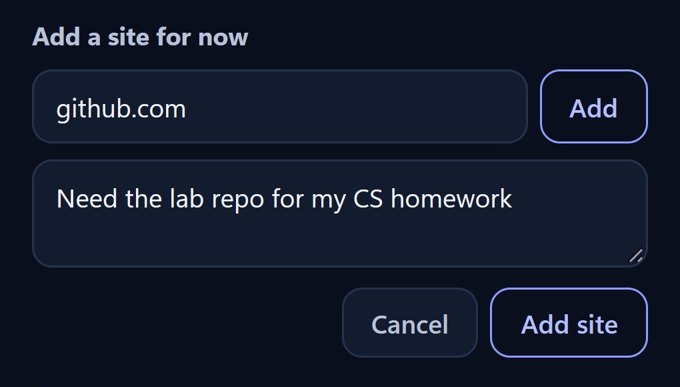 Add a site for now
github.com
Add
Need the lab repo for my CS homework
Cancel
Add site